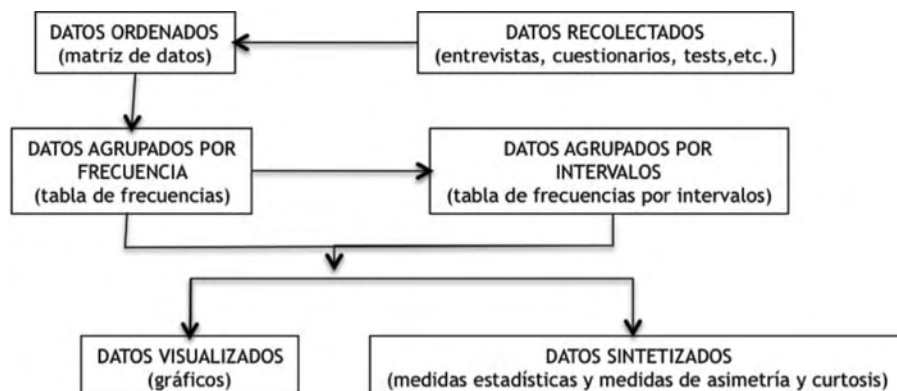 DATOS ORDENADOS
(matriz de datos)
DATOS RECOLECTADOS
(entrevistas, cuestionarios, tests,etc.)
DATOS AGRUPADOS POR
FRECUENCIA
(tabla de frecuencias)
DATOS AGRUPADOS POR
INTERVALOS
(tabla de frecuencias por intervalos)
DATOS VISUALIZADOS
(gráficos)
DATOS SINTETIZADOS
(medidas estadísticas y medidas de asimetría y curtosis)